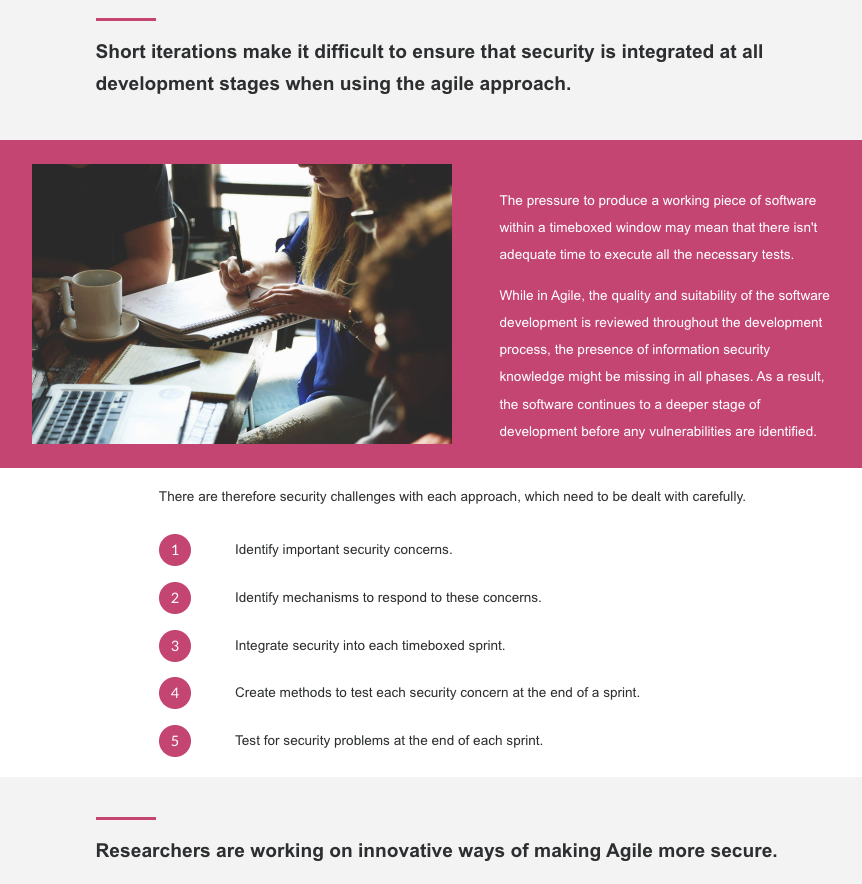 Short iterations make it difficult to ensure that security is integrated at all
development stages when using the agile approach.
The pressure to produce a working piece of software
within a timeboxed window may mean that there isn't
adequate time to execute all the necessary tests.
While in Agile, the quality and suitability of the software
development is reviewed throughout the development
process, the presence of information security
knowledge might be missing in all phases. As a result,
the software continues to a deeper stage of
development before any vulnerabilities are identified.
There are therefore security challenges with each approach, which need to be dealt with carefully.
1 Identify important security concerns.
2 Identify mechanisms to respond to these concerns.
3 Integrate security into each timeboxed sprint.
4 Create methods to test each security concern at the end of a sprint.
5 Test for security problems at the end of each sprint.
Researchers are working on innovative ways of making Agile more secure.